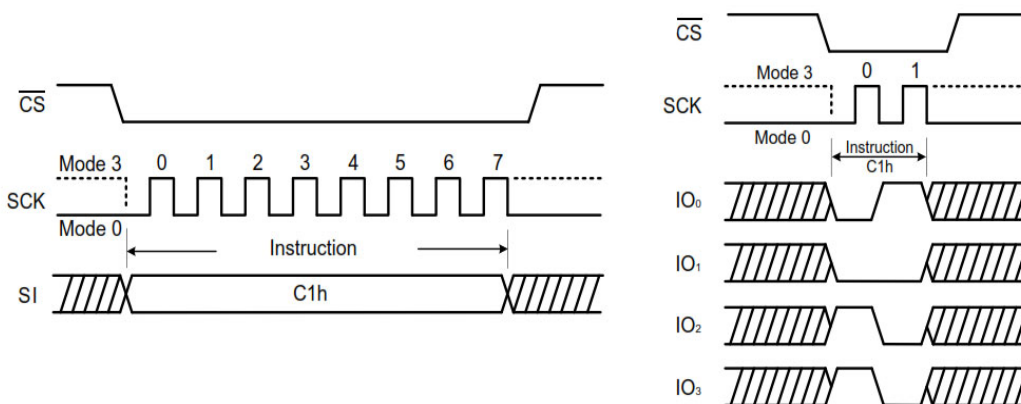 CS
Mode 3 0 1 2 3 4 5 6 7
SCK
Mode 0
Instruction
SI C1h
CS
Mode 3 0 1
SCK
Mode 0 Instruction
C1h
IO₀
IO₁
IO₂
IO₃